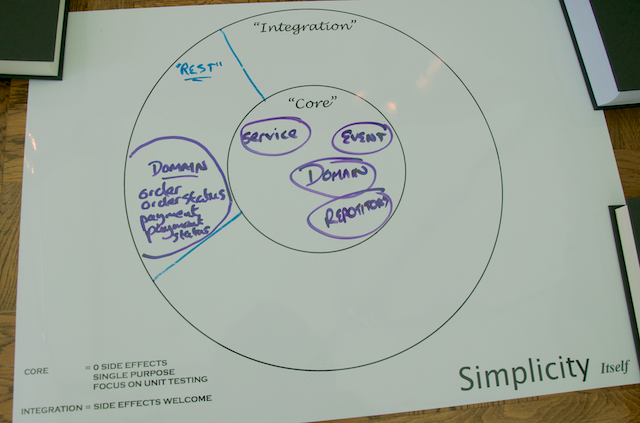 "Integration"
"REST"
"Core"
Service
EVENT
DOMAIN
REPOSITORY
DOMAIN
order
order status
payment
payment
status
CORE = 0 SIDE EFFECTS
SINGLE PURPOSE
FOCUS ON UNIT TESTING
INTEGRATION = SIDE EFFECTS WELCOME
Simplicity Itself